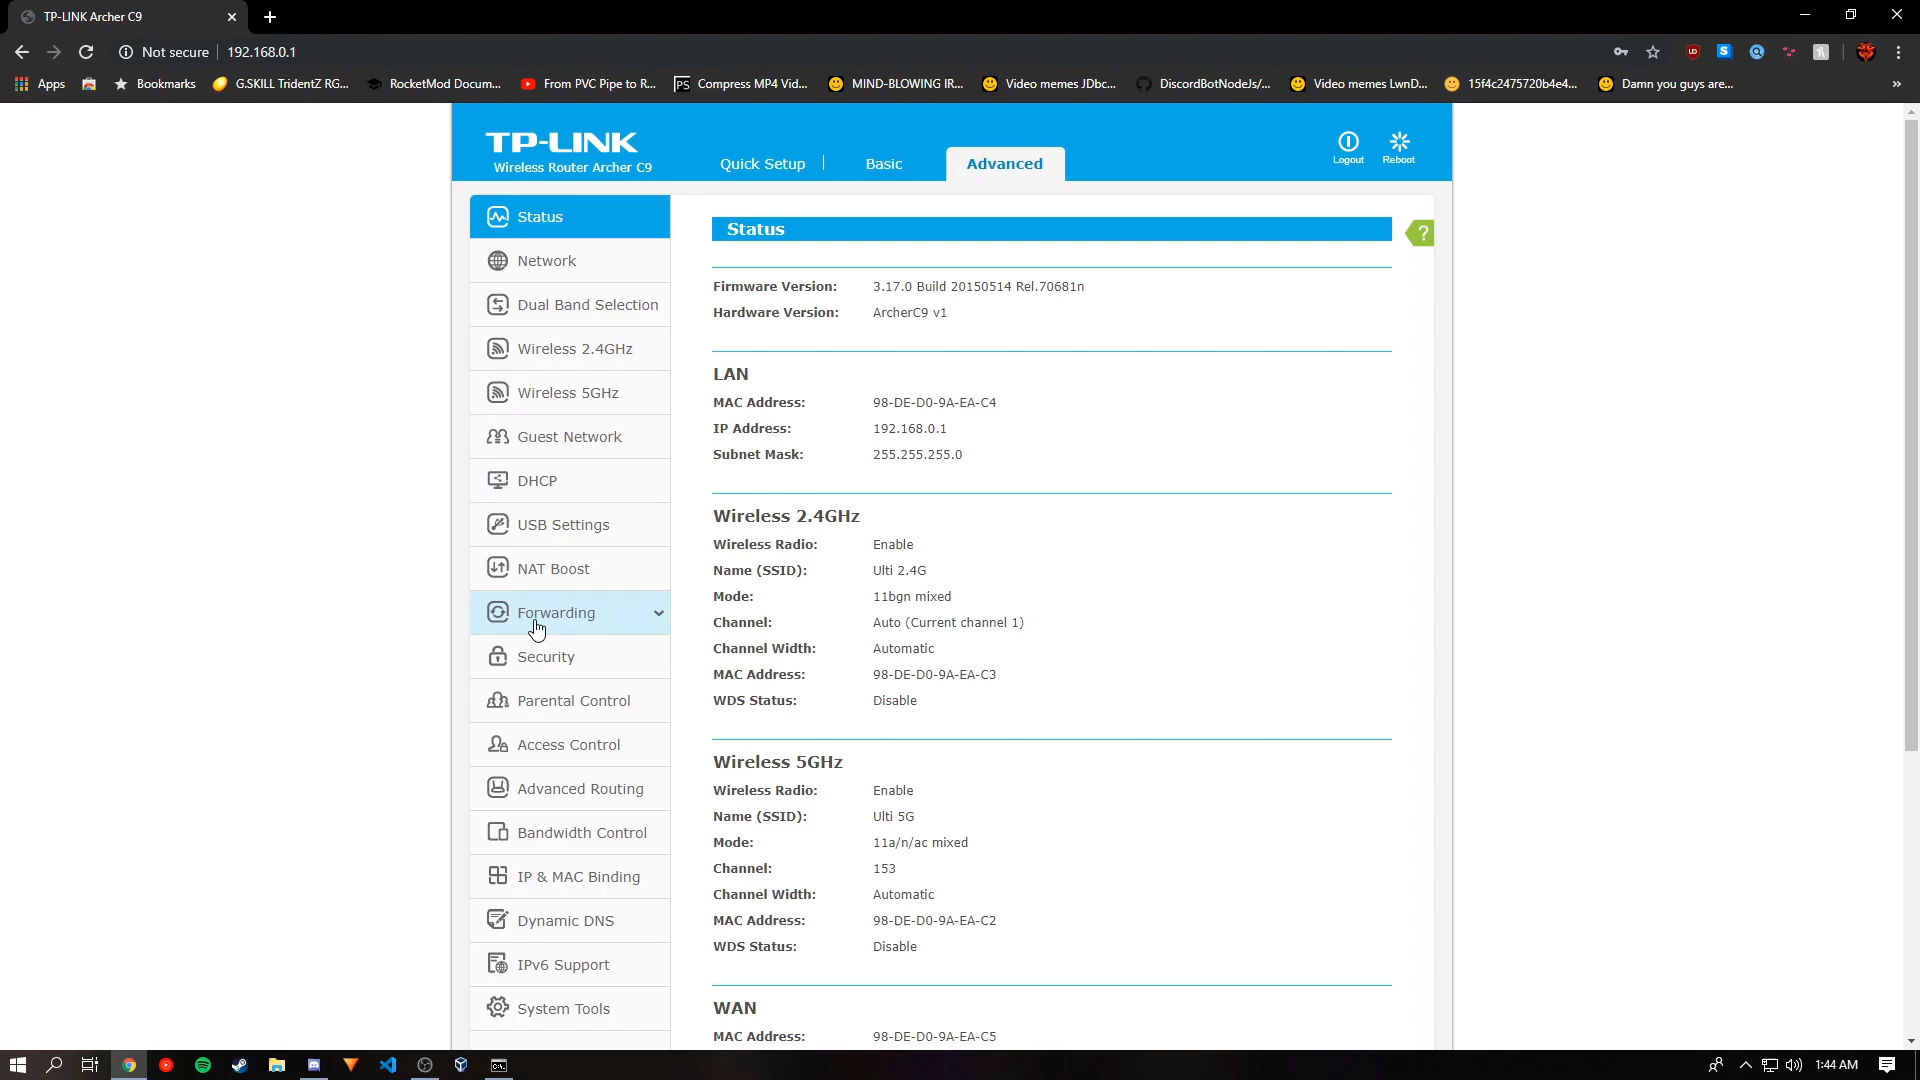 TP-LINK Archer C9
Not secure 192.168.0.1
Apps Bookmarks G.SKILL TridentZ RG... RocketMod Docum... From PVC Pipe to R... PS Compress MP4 Vid... MIND-BLOWING IR... Video memes JDbc... DiscordBotNodeJs/... Video memes LwnD... 15f4c2475720b4e4... Damn you guys are... »
TP-LINK
Wireless Router Archer C9
Quick Setup
Basic
Advanced
Logout
Reboot
Status
Network
Dual Band Selection
Wireless 2.4GHz
Wireless 5GHz
Guest Network
DHCP
USB Settings
NAT Boost
Forwarding
Security
Parental Control
Access Control
Advanced Routing
Bandwidth Control
IP & MAC Binding
Dynamic DNS
IPv6 Support
System Tools
Status
?
Firmware Version: 3.17.0 Build 20150514 Rel.70681n
Hardware Version: ArcherC9 v1
LAN
MAC Address: 98-DE-D0-9A-EA-C4
IP Address: 192.168.0.1
Subnet Mask: 255.255.255.0
Wireless 2.4GHz
Wireless Radio: Enable
Name (SSID): Ulti 2.4G
Mode: 11bgn mixed
Channel: Auto (Current channel 1)
Channel Width: Automatic
MAC Address: 98-DE-D0-9A-EA-C3
WDS Status: Disable
Wireless 5GHz
Wireless Radio: Enable
Name (SSID): Ulti 5G
Mode: 11a/n/ac mixed
Channel: 153
Channel Width: Automatic
MAC Address: 98-DE-D0-9A-EA-C2
WDS Status: Disable
WAN
MAC Address: 98-DE-D0-9A-EA-C5
1:44 AM